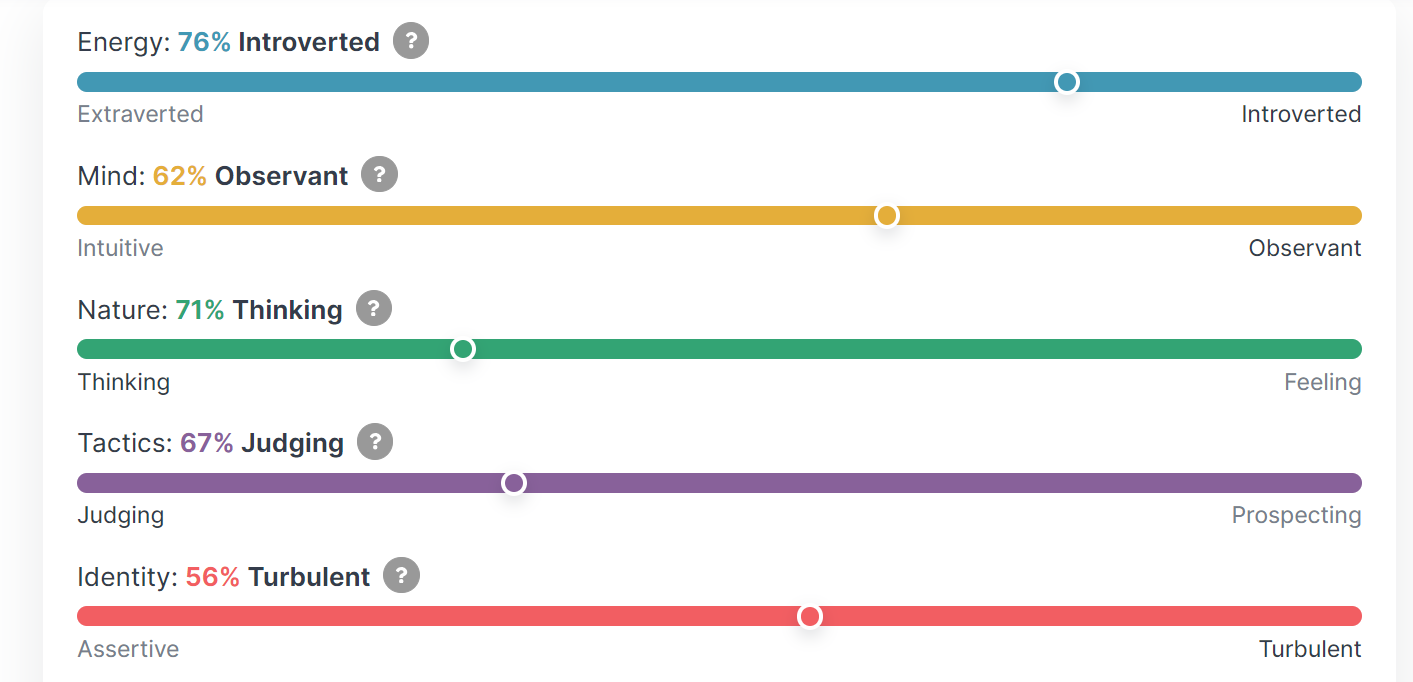 Energy: 76% Introverted ?
Extraverted Introverted
Mind: 62% Observant ?
Intuitive Observant
Nature: 71% Thinking ?
Thinking Feeling
Tactics: 67% Judging ?
Judging Prospecting
Identity: 56% Turbulent ?
Assertive Turbulent